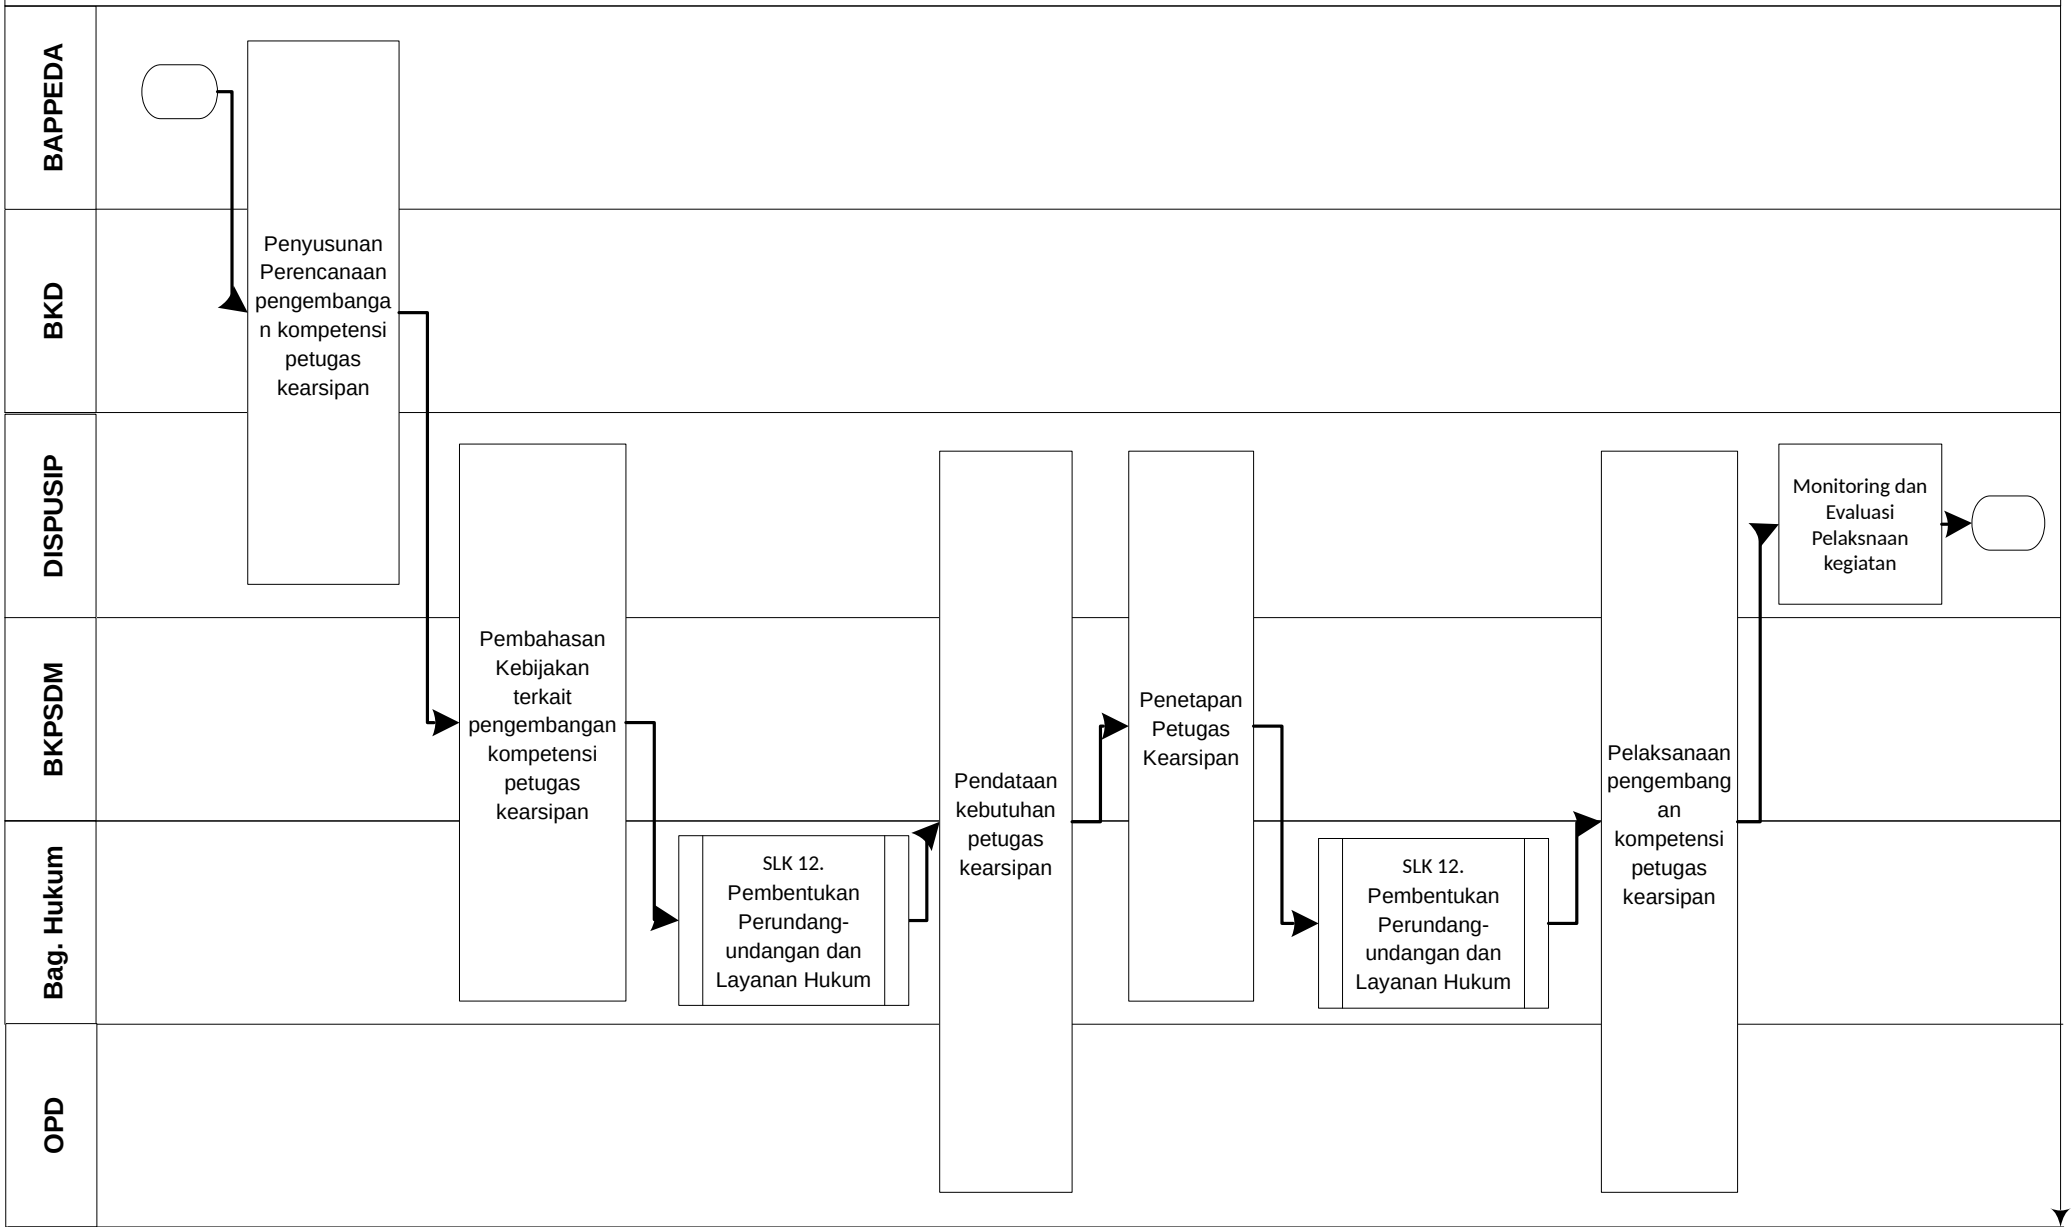 BAPPEDA
BKD
DISPUSIP
BKPSDM
Bag. Hukum
OPD
Penyusunan
Perencanaan
pengembanga
n kompetensi
petugas
kearsipan
Pembahasan
Kebijakan
terkait
pengembangan
kompetensi
petugas
kearsipan
SLK 12.
Pembentukan
Perundang-
undangan dan
Layanan Hukum
Pendataan
kebutuhan
petugas
kearsipan
Penetapan
Petugas
Kearsipan
SLK 12.
Pembentukan
Perundang-
undangan dan
Layanan Hukum
Pelaksanaan
pengembang
an
kompetensi
petugas
kearsipan
Monitoring dan
Evaluasi
Pelaksnaan
kegiatan